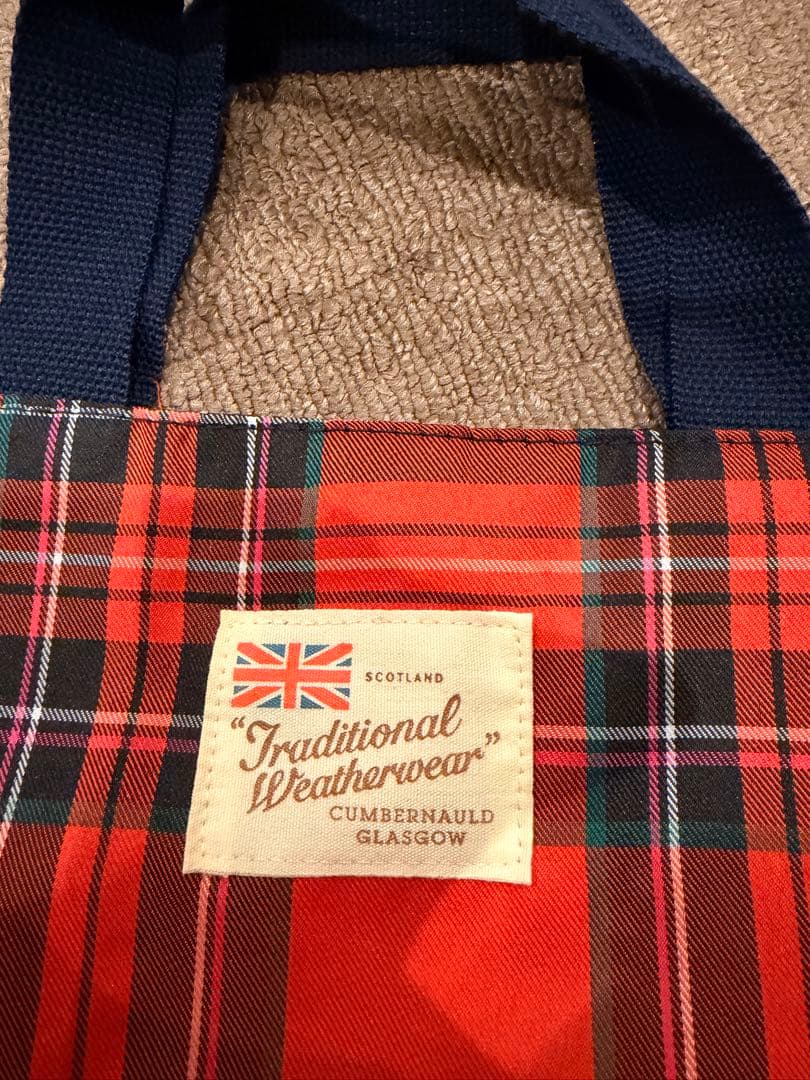 SCOTLAND
"Traditional
Weatherwear"
CUMBERNAULD
GLASGOW